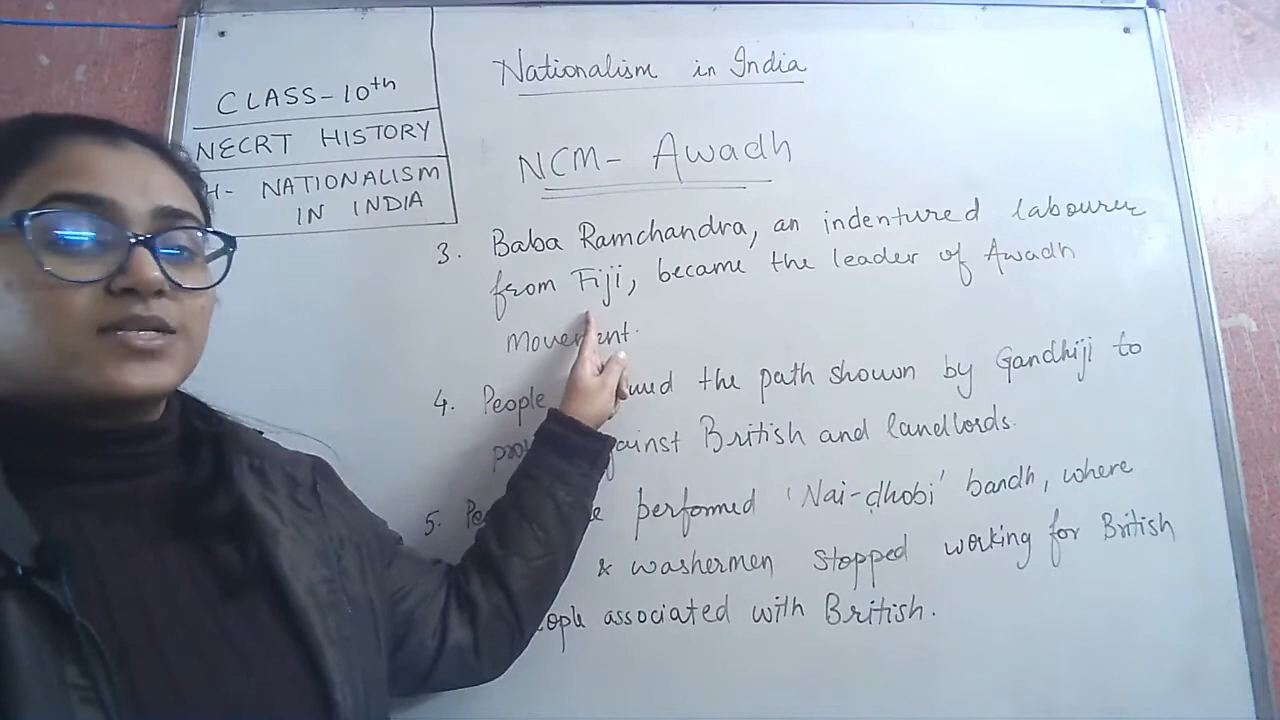 CLASS-10th
NECRT HISTORY
H- NATIONALISM
IN INDIA
Nationalism in India
NCM- Awadh
3. Baba Ramchandra, an indentured labourer
from Fiji, became the leader of Awadh
Movement.
4. People the path shown by Gandhiji to
against British and landlords.
5. performed 'Nai-dhobi' bandh, where
& washermen stopped working for British
associated with British.